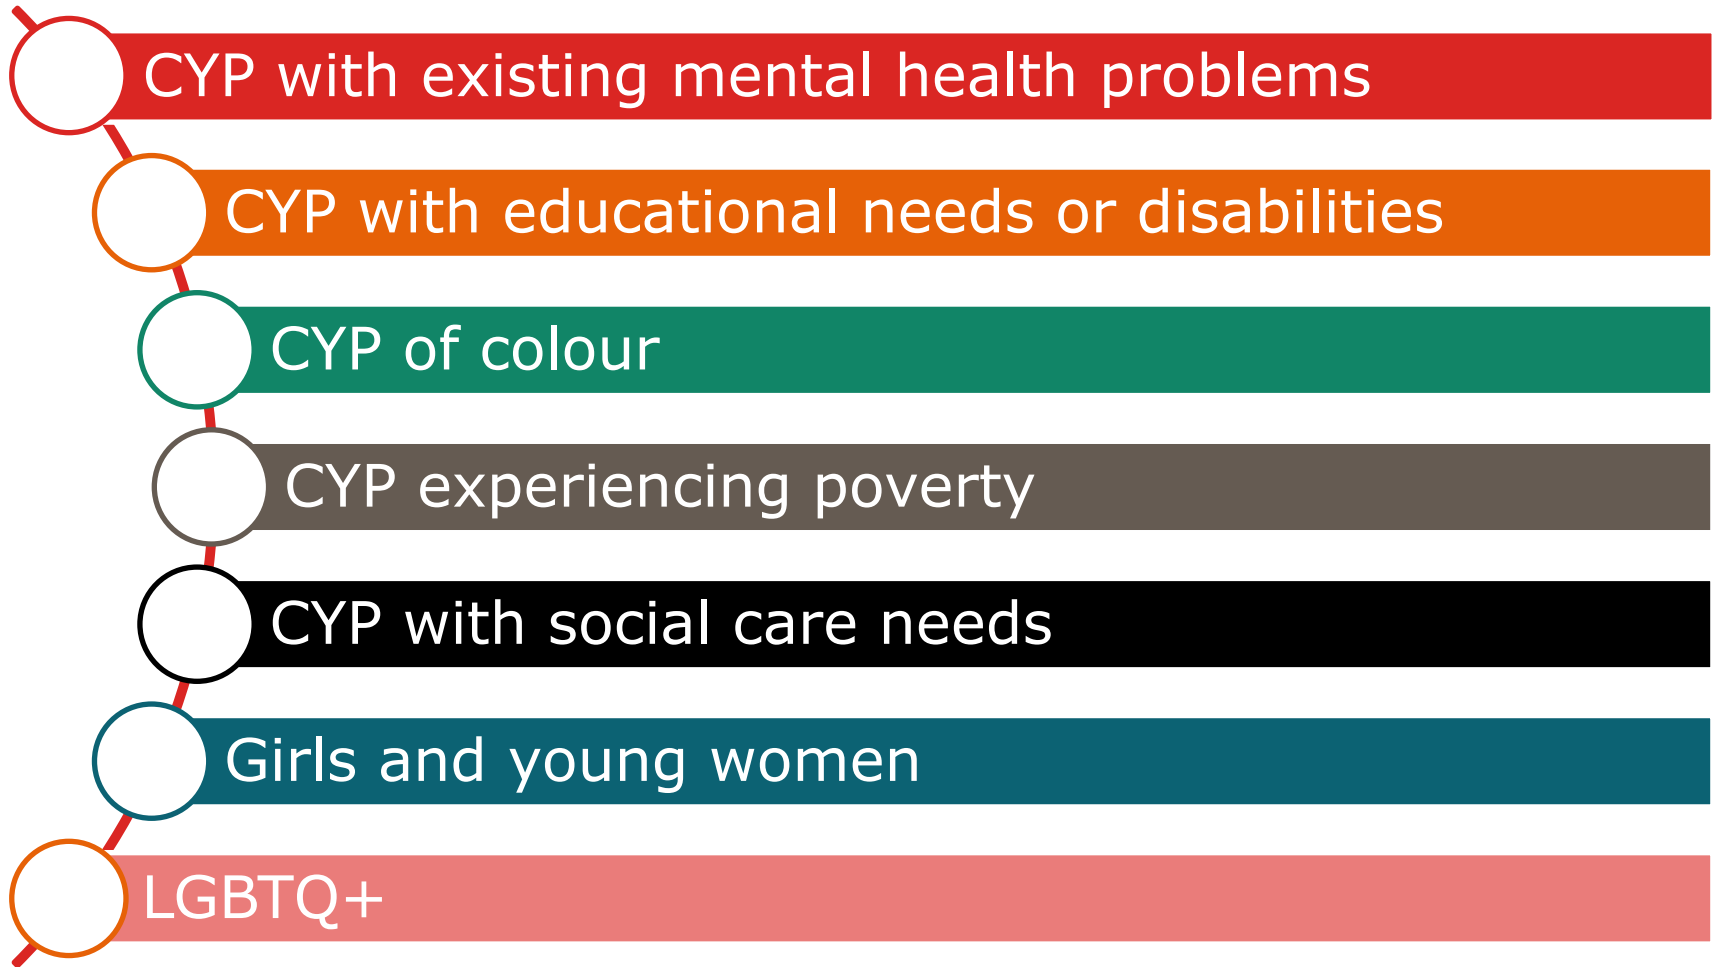 CYP with existing mental health problems
CYP with educational needs or disabilities
CYP of colour
CYP experiencing poverty
CYP with social care needs
Girls and young women
LGBTQ+